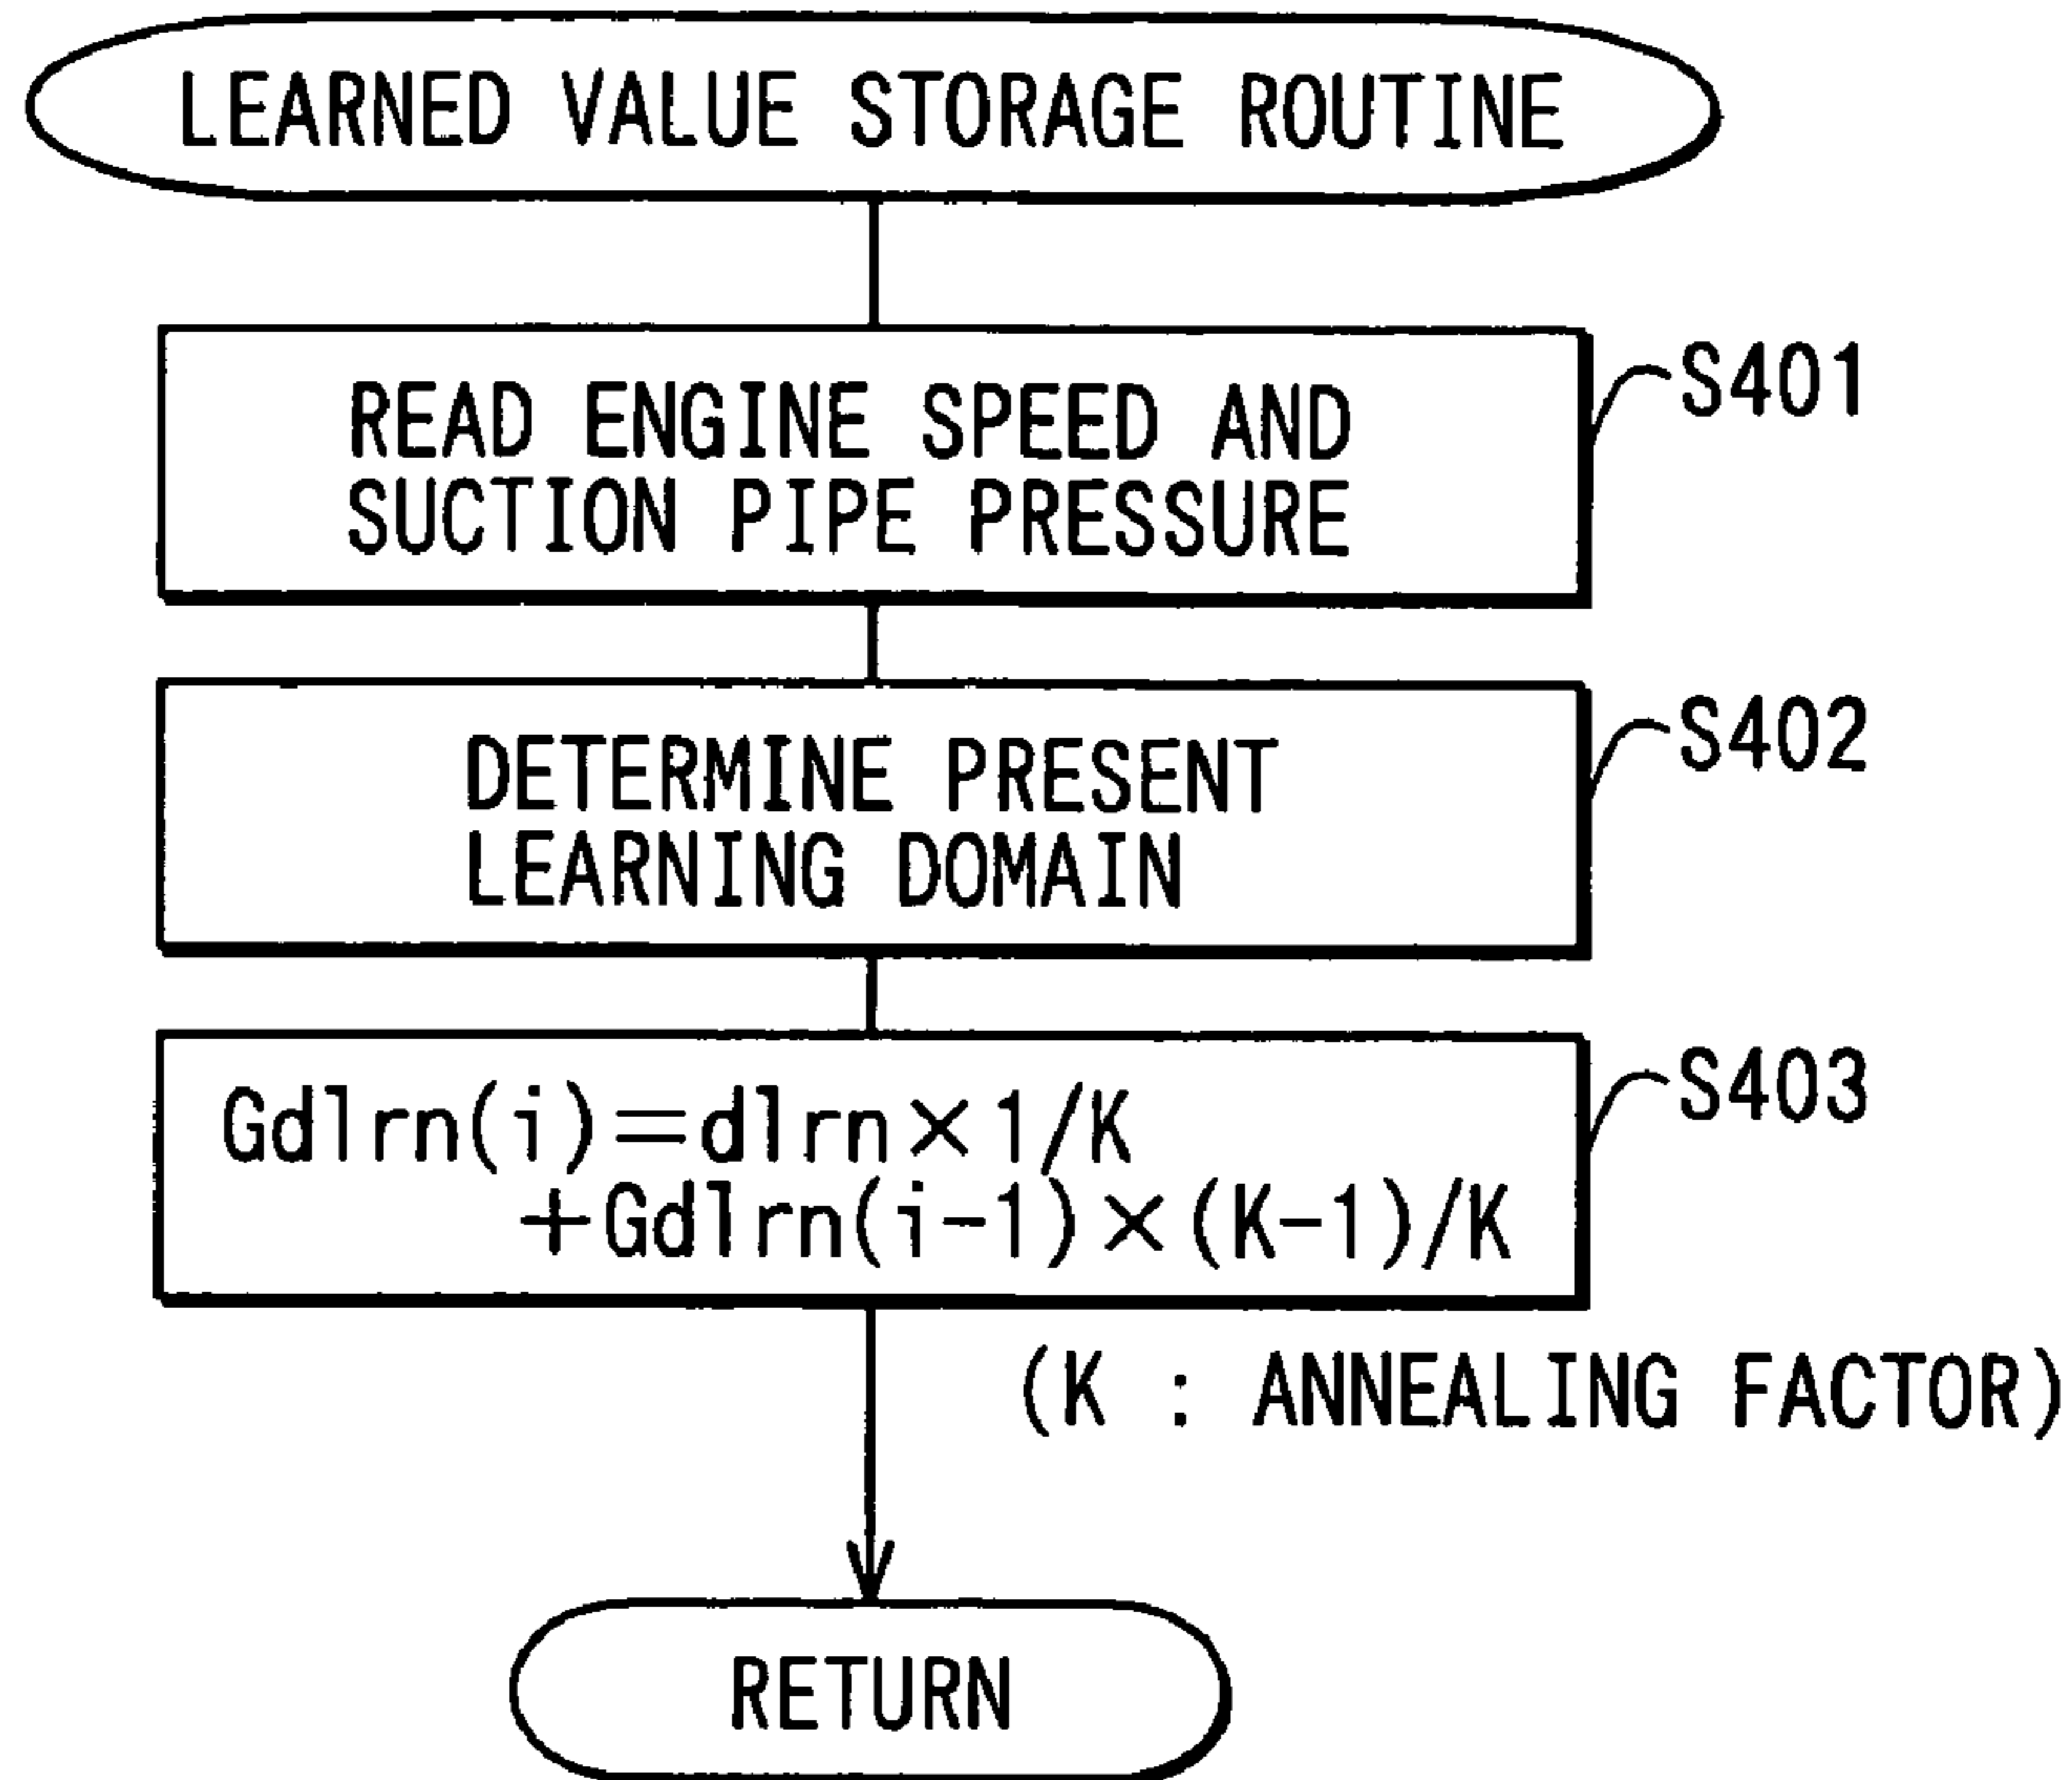 LEARNED VALUE STORAGE ROUTINE
READ ENGINE SPEED AND
SUCTION PIPE PRESSURE
S401
DETERMINE PRESENT
LEARNING DOMAIN
S402
Gdlrn(i)=dlrn×1/K
+Gdlrn(i-1)×(K-1)/K
S403
(K : ANNEALING FACTOR)
RETURN